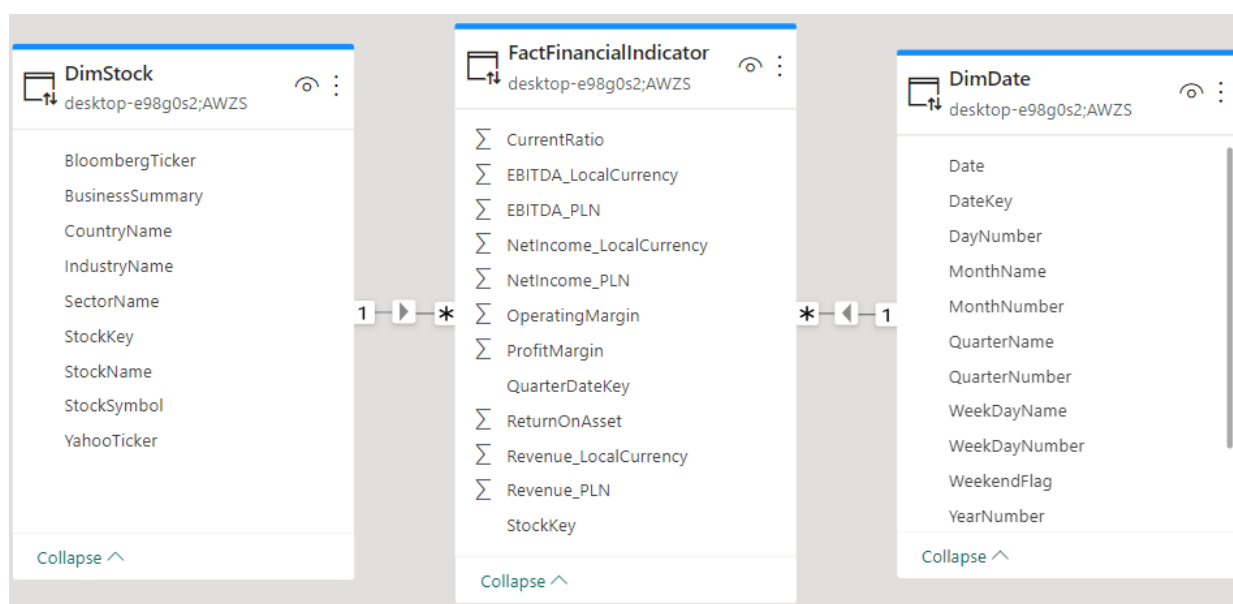 DimStock
desktop-e98g0s2;AWZS
BloombergTicker
BusinessSummary
CountryName
IndustryName
SectorName
StockKey
StockName
StockSymbol
YahooTicker
Collapse
1
*
FactFinancialIndicator
desktop-e98g0s2;AWZS
∑ CurrentRatio
∑ EBITDA_LocalCurrency
∑ EBITDA_PLN
∑ NetIncome_LocalCurrency
∑ NetIncome_PLN
∑ OperatingMargin
∑ ProfitMargin
QuarterDateKey
∑ ReturnOnAsset
∑ Revenue_LocalCurrency
∑ Revenue_PLN
StockKey
Collapse
*
1
DimDate
desktop-e98g0s2;AWZS
Date
DateKey
DayNumber
MonthName
MonthNumber
QuarterName
QuarterNumber
WeekDayName
WeekDayNumber
WeekendFlag
YearNumber
Collapse